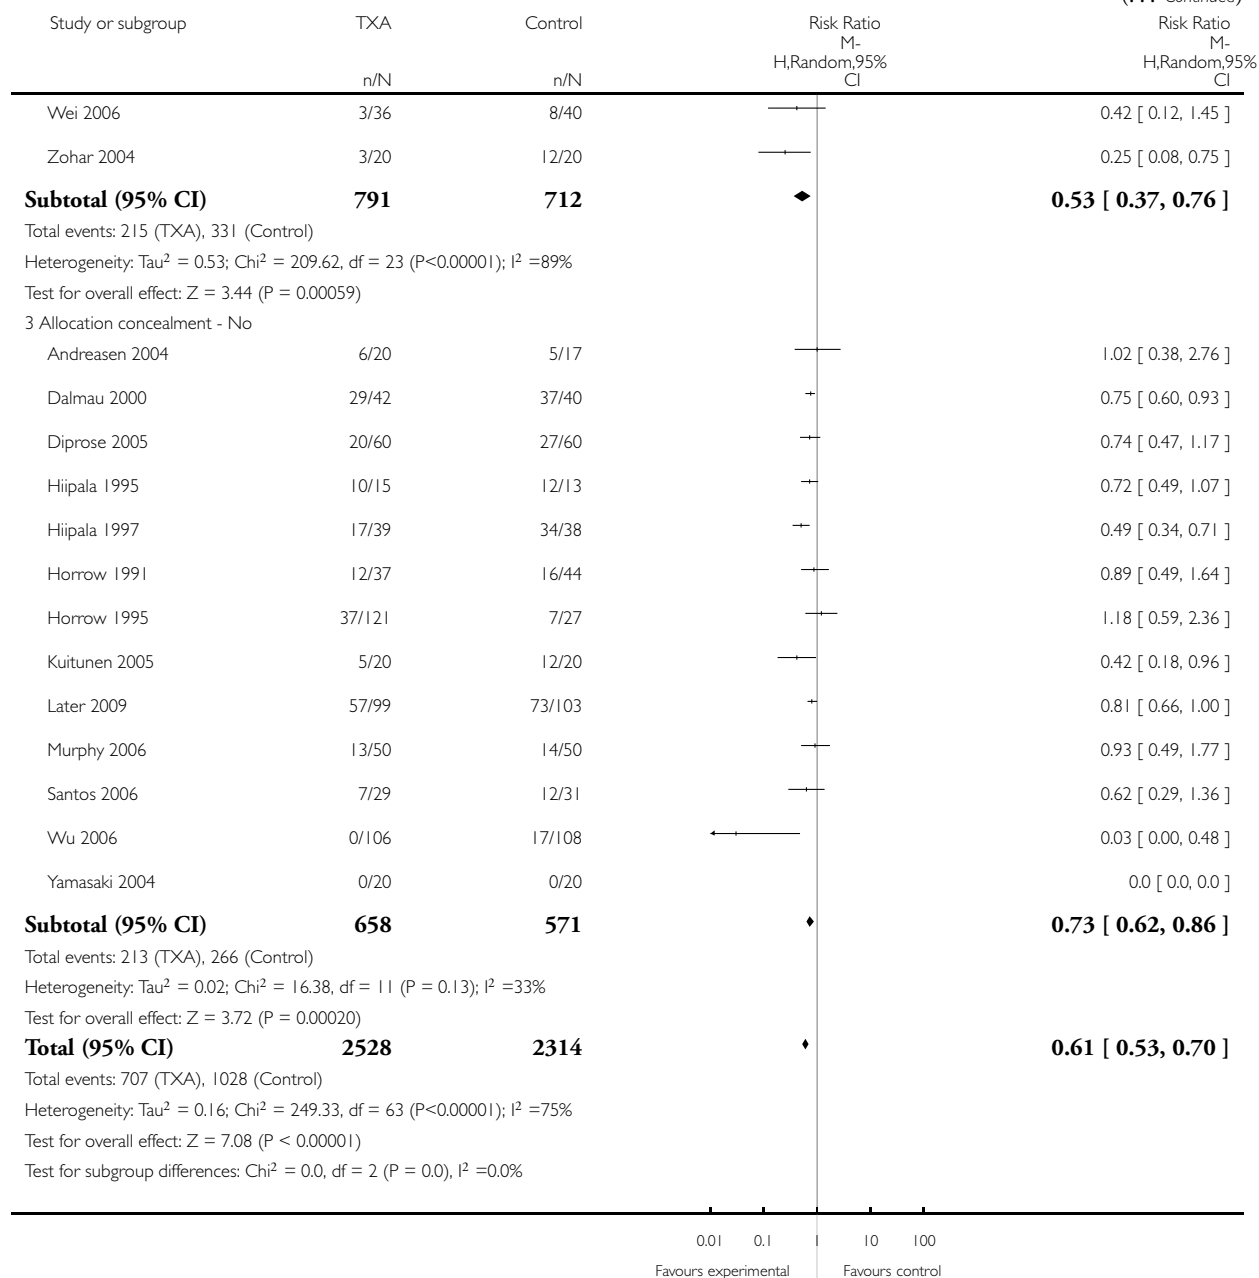 Continued)
Study or subgroup TXA Control Risk Ratio Risk Ratio
M- M-
H,Random,95% H,Random,95%
n/N n/N CI CI
Wei 2006 3/36 8/40 0.42 [ 0.12, 1.45 ]
Zohar 2004 3/20 12/20 0.25 [ 0.08, 0.75 ]
Subtotal (95% CI) 791 712 0.53 [ 0.37, 0.76 ]
Total events: 215 (TXA), 331 (Control)
Heterogeneity: Tau² = 0.53; Chi² = 209.62, df = 23 (P<0.00001); I² =89%
Test for overall effect: Z = 3.44 (P = 0.00059)
3 Allocation concealment - No
Andreasen 2004 6/20 5/17 1.02 [ 0.38, 2.76 ]
Dalmau 2000 29/42 37/40 0.75 [ 0.60, 0.93 ]
Diprose 2005 20/60 27/60 0.74 [ 0.47, 1.17 ]
Hiipala 1995 10/15 12/13 0.72 [ 0.49, 1.07 ]
Hiipala 1997 17/39 34/38 0.49 [ 0.34, 0.71 ]
Horrow 1991 12/37 16/44 0.89 [ 0.49, 1.64 ]
Horrow 1995 37/121 7/27 1.18 [ 0.59, 2.36 ]
Kuitunen 2005 5/20 12/20 0.42 [ 0.18, 0.96 ]
Later 2009 57/99 73/103 0.81 [ 0.66, 1.00 ]
Murphy 2006 13/50 14/50 0.93 [ 0.49, 1.77 ]
Santos 2006 7/29 12/31 0.62 [ 0.29, 1.36 ]
Wu 2006 0/106 17/108 0.03 [ 0.00, 0.48 ]
Yamasaki 2004 0/20 0/20 0.0 [ 0.0, 0.0 ]
Subtotal (95% CI) 658 571 0.73 [ 0.62, 0.86 ]
Total events: 213 (TXA), 266 (Control)
Heterogeneity: Tau² = 0.02; Chi² = 16.38, df = 11 (P = 0.13); I² =33%
Test for overall effect: Z = 3.72 (P = 0.00020)
Total (95% CI) 2528 2314 0.61 [ 0.53, 0.70 ]
Total events: 707 (TXA), 1028 (Control)
Heterogeneity: Tau² = 0.16; Chi² = 249.33, df = 63 (P<0.00001); I² =75%
Test for overall effect: Z = 7.08 (P < 0.00001)
Test for subgroup differences: Chi² = 0.0, df = 2 (P = 0.0), I² =0.0%
0.01 0.1 1 10 100
Favours experimental Favours control